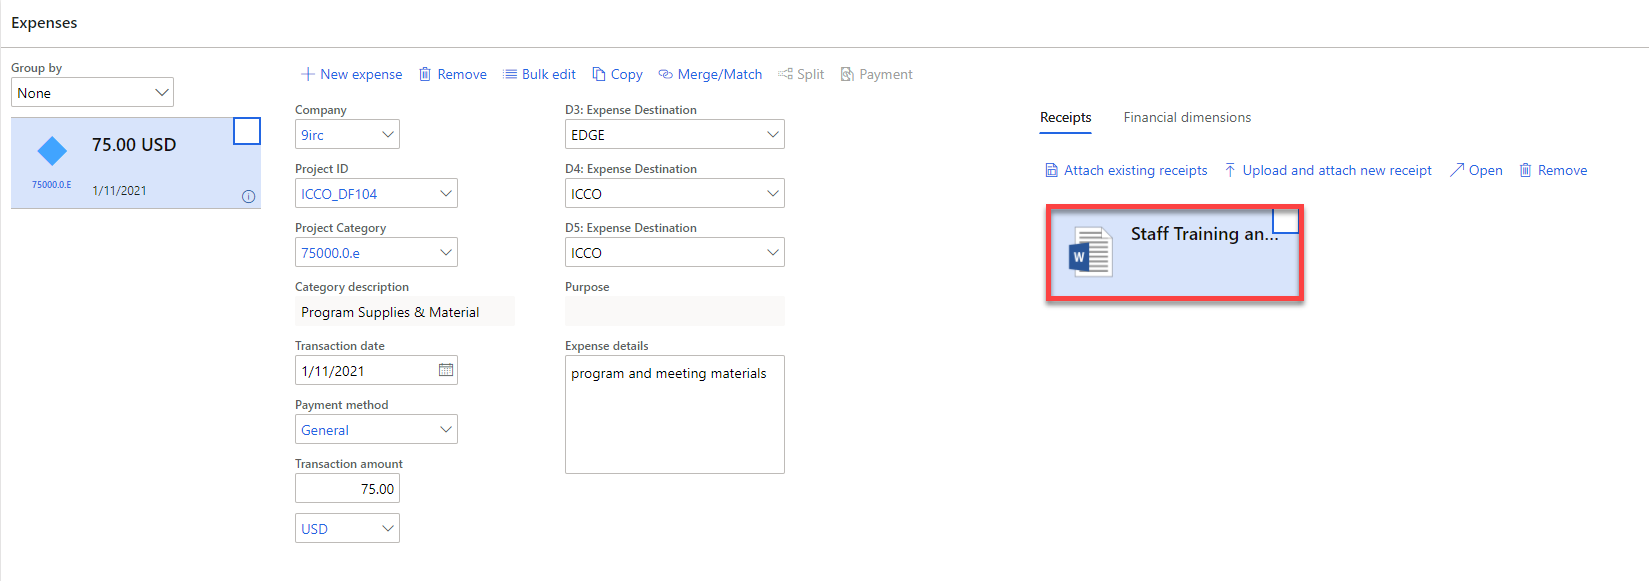 Expenses
Group by
None
75.00 USD
75000.0.E
1/11/2021
New expense Remove Bulk edit Copy Merge/Match Split Payment
Company
9irc
Project ID
ICCO_DF104
Project Category
75000.0.e
Category description
Program Supplies & Material
Transaction date
1/11/2021
Payment method
General
Transaction amount
75.00
USD
D3: Expense Destination
EDGE
D4: Expense Destination
ICCO
D5: Expense Destination
ICCO
Purpose
Expense details
program and meeting materials
Receipts Financial dimensions
Attach existing receipts Upload and attach new receipt Open Remove
W
Staff Training an...